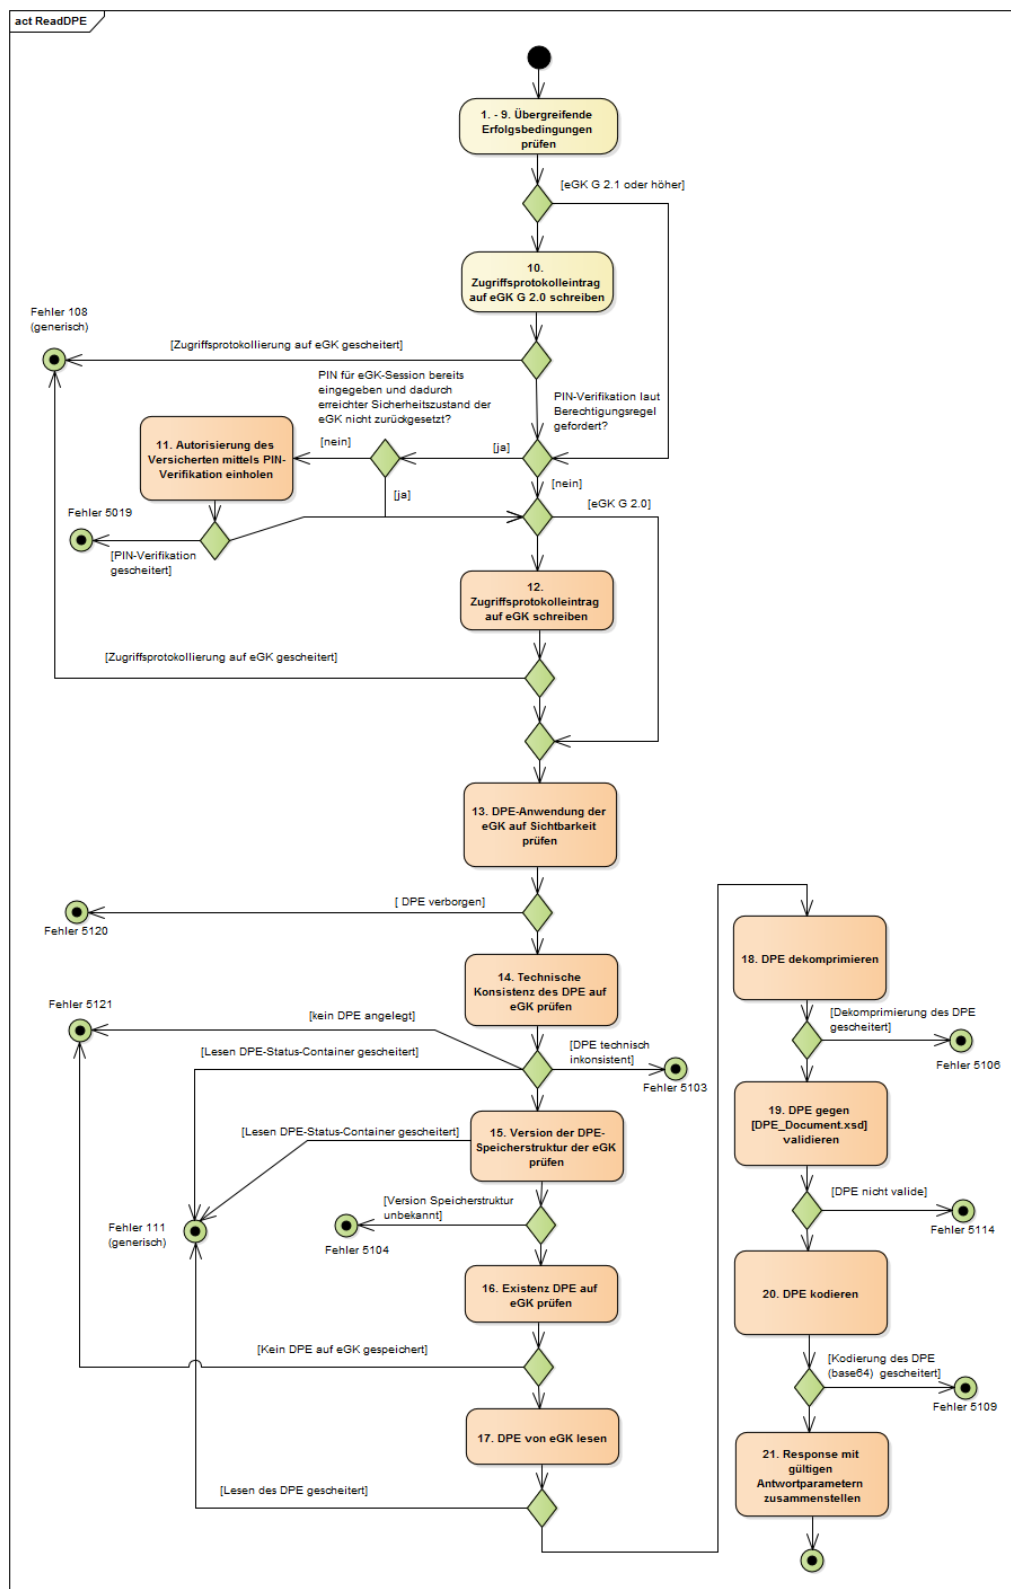 act ReadDPE
1. - 9. Übergreifende
Erfolgsbedingungen
prüfen
[eGK G 2.1 oder höher]
10.
Zugriffsprotokolleintrag
auf eGK G 2.0 schreiben
Fehler 108
(generisch)
[Zugriffsprotokollierung auf eGK gescheitert]
PIN für eGK-Session bereits
eingegeben und dadurch
erreichter Sicherheitszustand der
eGK nicht zurückgesetzt?
PIN-Verifikation laut
Berechtigungsregel
gefordert?
11. Autorisierung des
Versicherten mittels PIN-
Verifikation einholen
[nein]
[ja]
[ja]
[nein]
[eGK G 2.0]
Fehler 5019
[PIN-Verifikation
gescheitert]
12.
Zugriffsprotokolleintrag
auf eGK schreiben
[Zugriffsprotokollierung auf eGK gescheitert]
13. DPE-Anwendung der
eGK auf Sichtbarkeit
prüfen
[ DPE verborgen]
Fehler 5120
14. Technische
Konsistenz des DPE auf
eGK prüfen
Fehler 5121
[kein DPE angelegt]
[Lesen DPE-Status-Container gescheitert]
[DPE technisch
inkonsistent]
Fehler 5103
15. Version der DPE-
Speicherstruktur der eGK
prüfen
[Lesen DPE-Status-Container gescheitert]
[Version Speicherstruktur
unbekannt]
Fehler 5104
Fehler 111
(generisch)
16. Existenz DPE auf
eGK prüfen
[Kein DPE auf eGK gespeichert]
17. DPE von eGK lesen
[Lesen des DPE gescheitert]
18. DPE dekomprimieren
[Dekomprimierung des DPE
gescheitert]
Fehler 5106
19. DPE gegen
[DPE_Document.xsd]
validieren
[DPE nicht valide]
Fehler 5114
20. DPE kodieren
[Kodierung des DPE
(base64)  gescheitert]
Fehler 5109
21. Response mit
gültigen
Antwortparametern
zusammenstellen